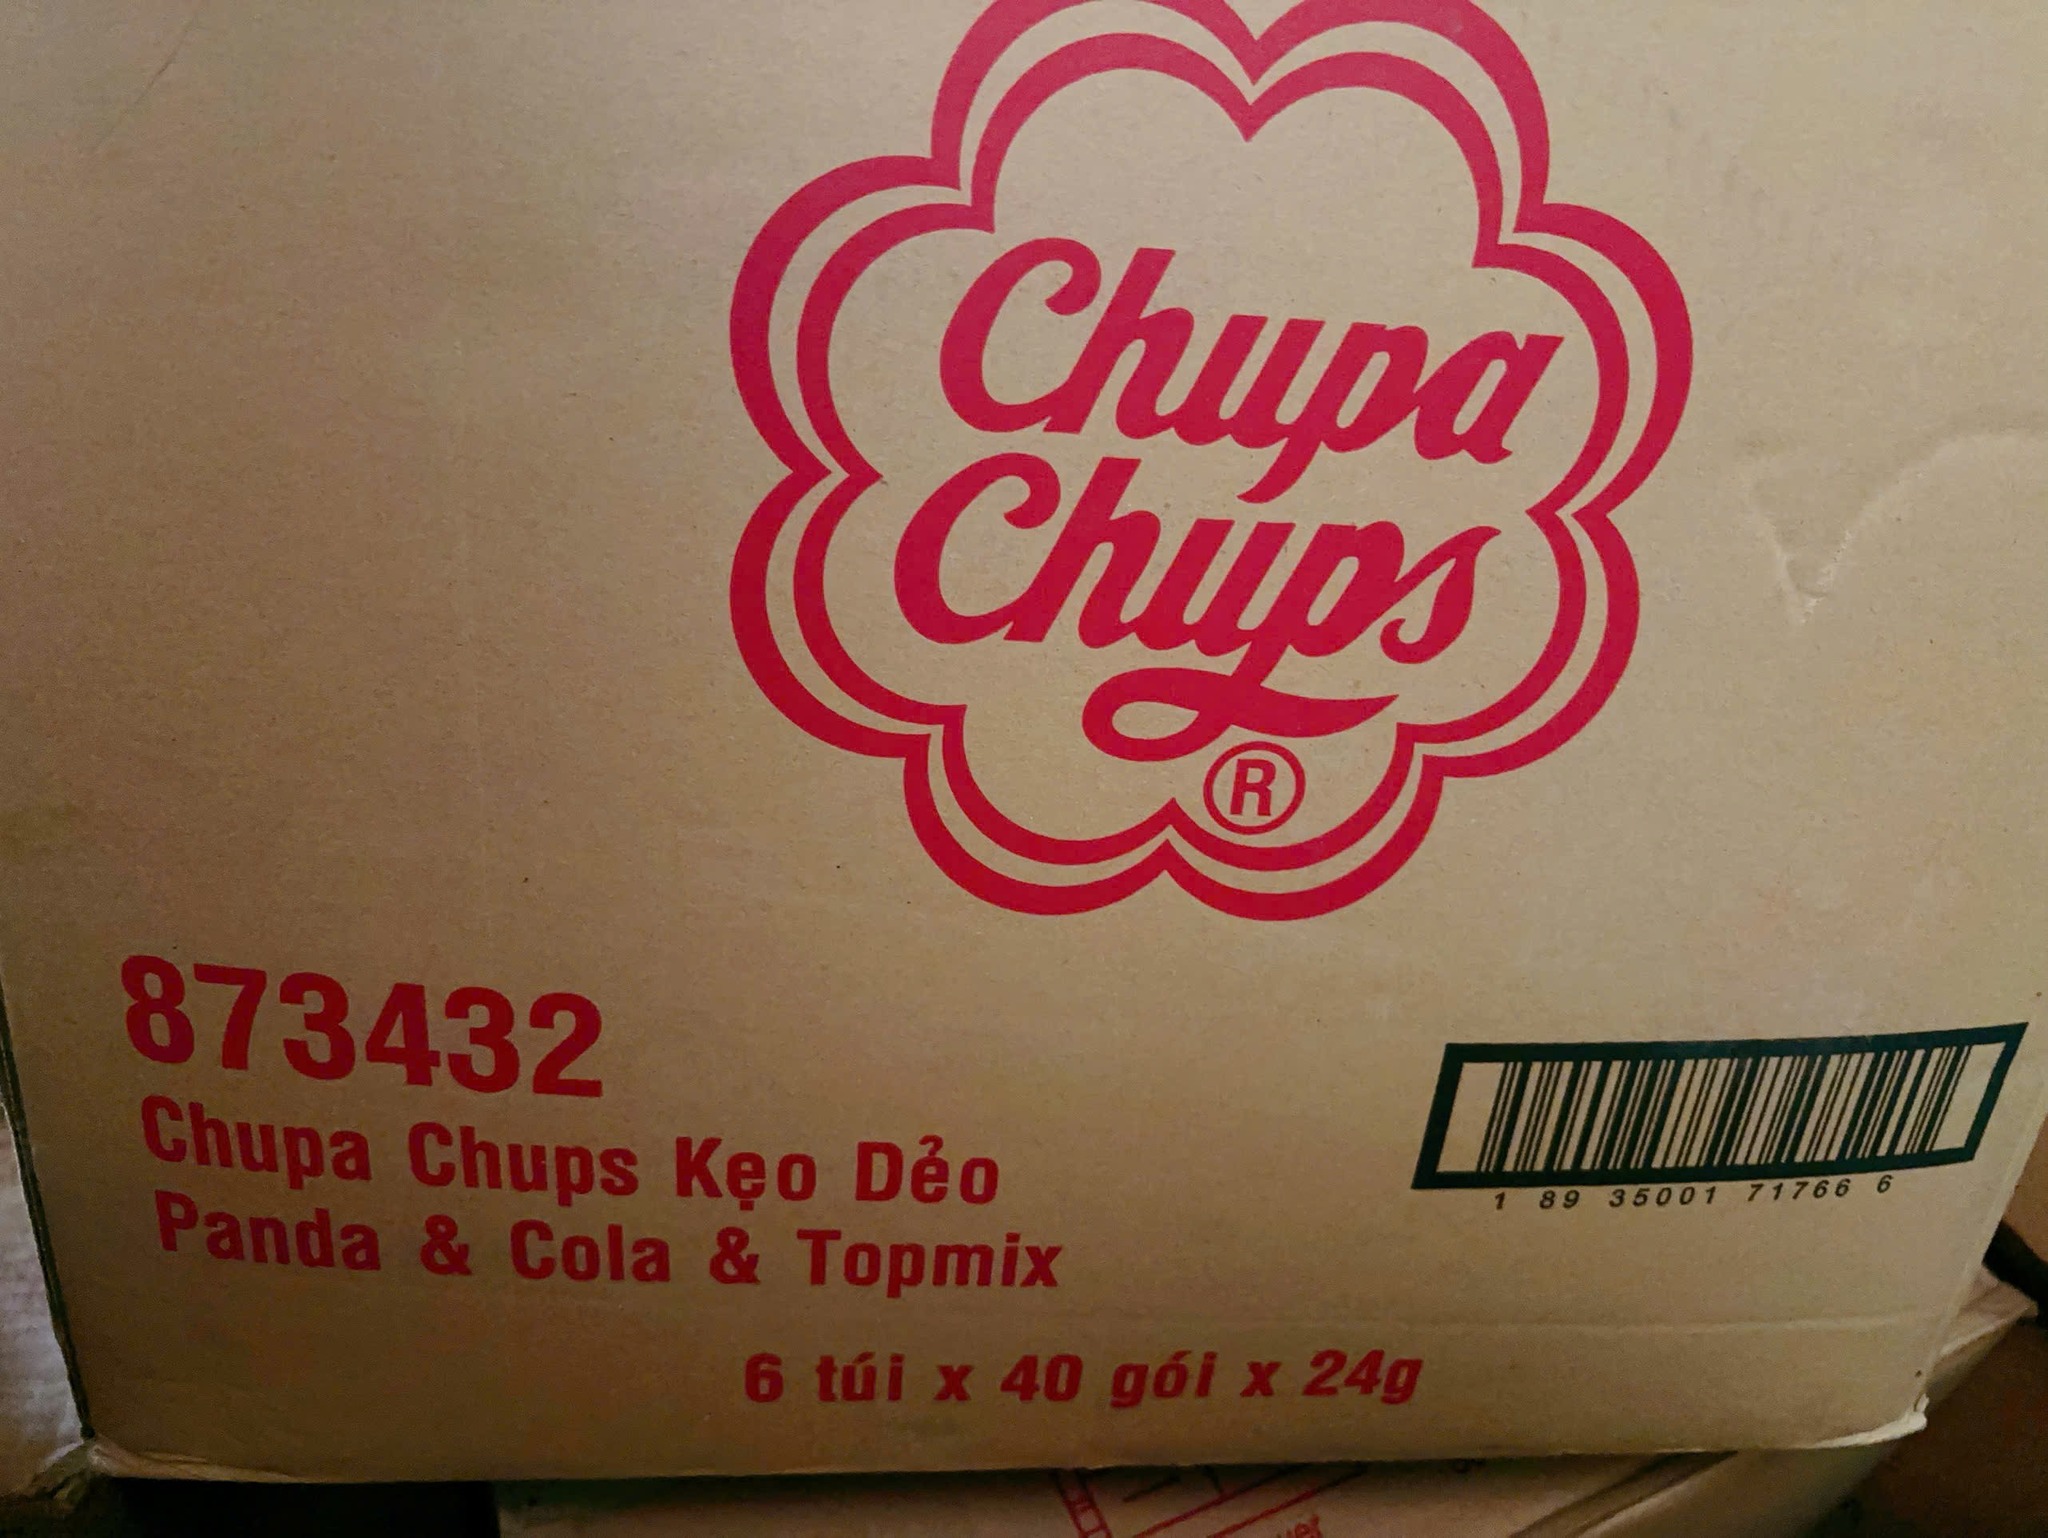 Chupa
Chups
®
873432
Chupa Chups Kẹo Dẻo
Panda & Cola & Topmix
1 89 35001 71766 6
6 túi x 40 gói x 24g